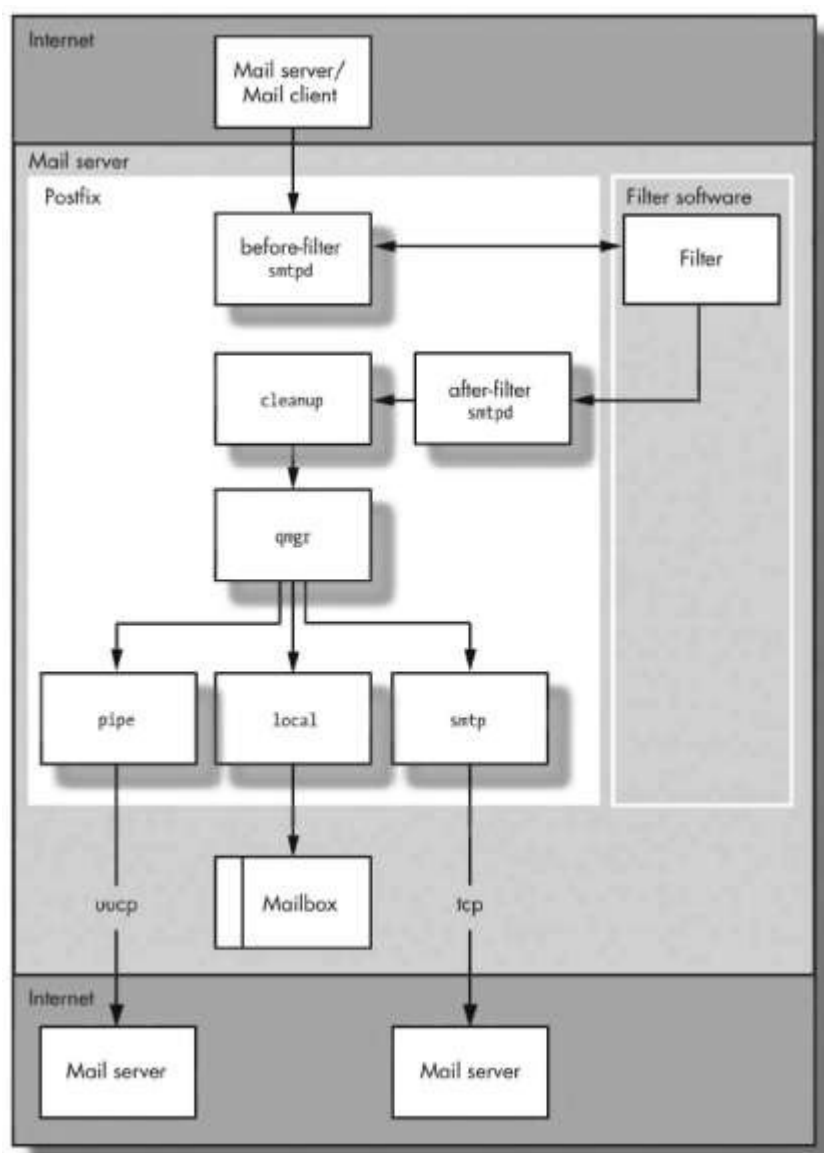 Internet
Mail server/
Mail client
Mail server
Postfix
Filter software
before-filter
smtpd
Filter
cleanup
after-filter
smtpd
qmgr
pipe
local
smtp
uucp
Mailbox
tcp
Internet
Mail server
Mail server